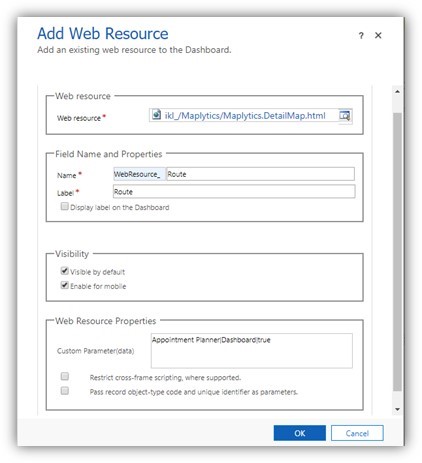 Add Web Resource
? ×
Add an existing web resource to the Dashboard.
Web resource
Web resource * ikl_/Maplytics/Maplytics.DetailMap.html
Field Name and Properties
Name * WebResource_ Route
Label * Route
Display label on the Dashboard
Visibility
Visible by default
Enable for mobile
Web Resource Properties
Custom Parameter(data) Appointment Planner|Dashboard|true
Restrict cross-frame scripting, where supported.
Pass record object-type code and unique identifier as parameters.
OK Cancel